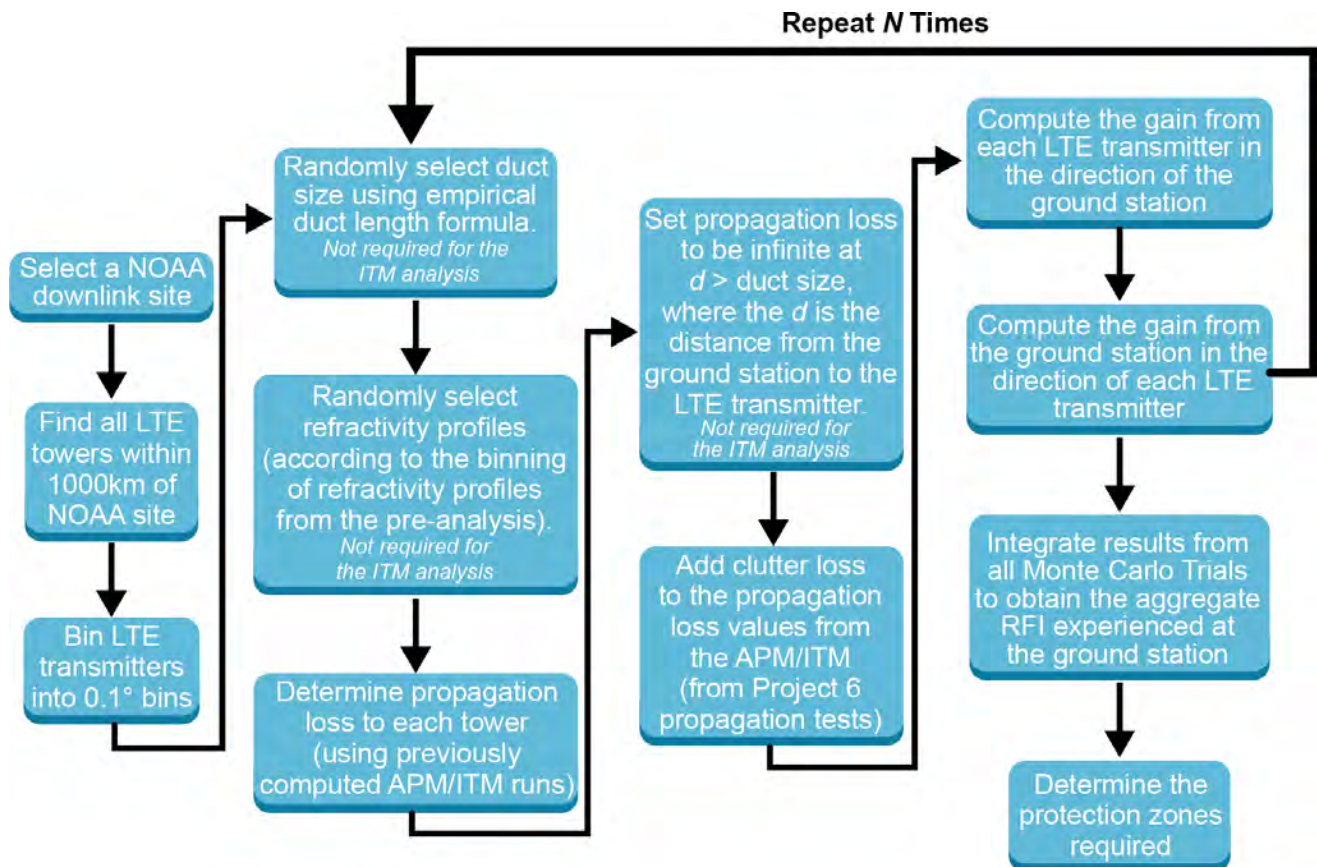 Repeat N Times
Select a NOAA
downlink site
Find all LTE
towers within
1000km of
NOAA site
Bin LTE
transmitters
into 0.1° bins
Randomly select duct
size using empirical
duct length formula.
Not required for the
ITM analysis
Randomly select
refractivity profiles
(according to the binning
of refractivity profiles
from the pre-analysis).
Not required for
the ITM analysis
Determine propagation
loss to each tower
(using previously
computed APM/ITM runs)
Set propagation loss
to be infinite at
d > duct size,
where the d is the
distance from the
ground station to the
LTE transmitter.
Not required for
the ITM analysis
Add clutter loss
to the propagation
loss values from
the APM/ITM
(from Project 6
propagation tests)
Compute the gain from
each LTE transmitter in
the direction of the
ground station
Compute the gain from
the ground station in the
direction of each LTE
transmitter
Integrate results from
all Monte Carlo Trials
to obtain the aggregate
RFI experienced at
the ground station
Determine the
protection zones
required